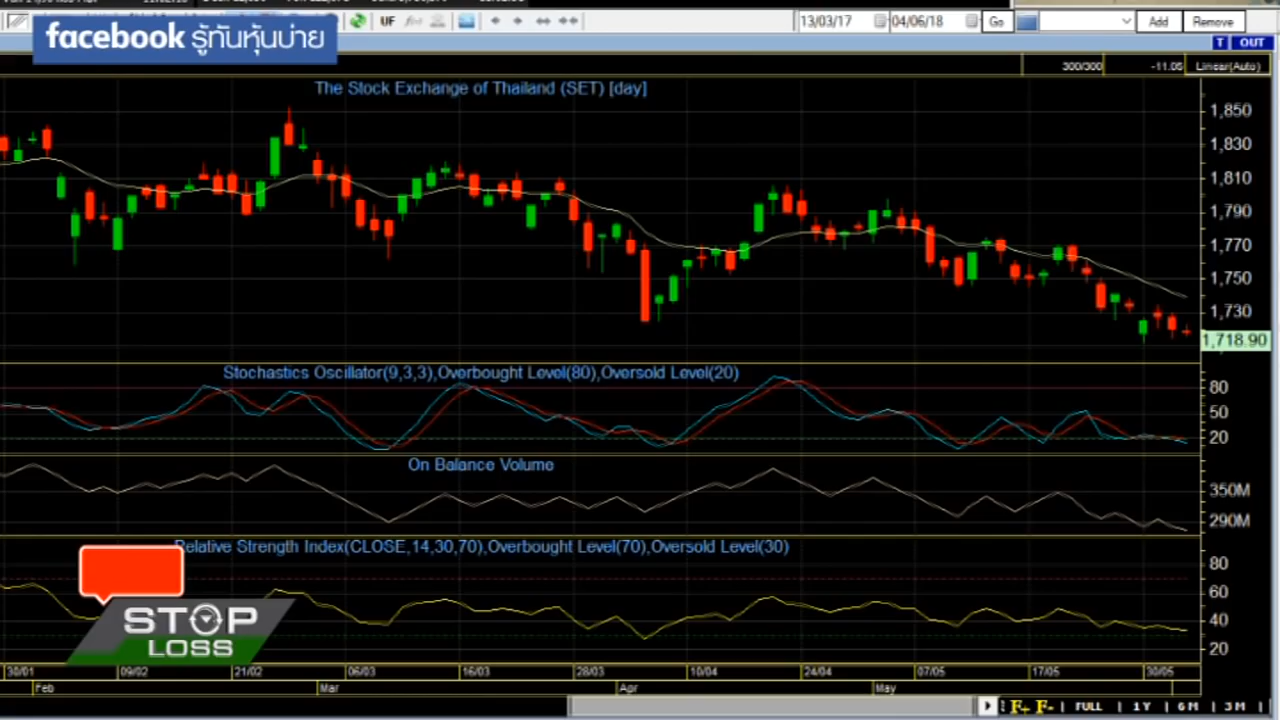 UF
13/03/17
04/06/18
Go
Add
Remove
facebook รู้ทันหุ้นบ่าย
T OUT
300/300
-11.05
Linear(Auto)
The Stock Exchange of Thailand (SET) [day]
1,850
1,830
1,810
1,790
1,770
1,750
1,730
1,718.90
Stochastics Oscillator(9,3,3),Overbought Level(80),Oversold Level(20)
80
50
20
On Balance Volume
350M
290M
Relative Strength Index(CLOSE,14,30,70),Overbought Level(70),Oversold Level(30)
80
60
40
20
STOP
LOSS
30/01 09/02 21/02 06/03 16/03 28/03 10/04 24/04 07/05 17/05 30/05
Feb Mar Apr May
F+ F- | FULL | 1Y | 6M | 3M |